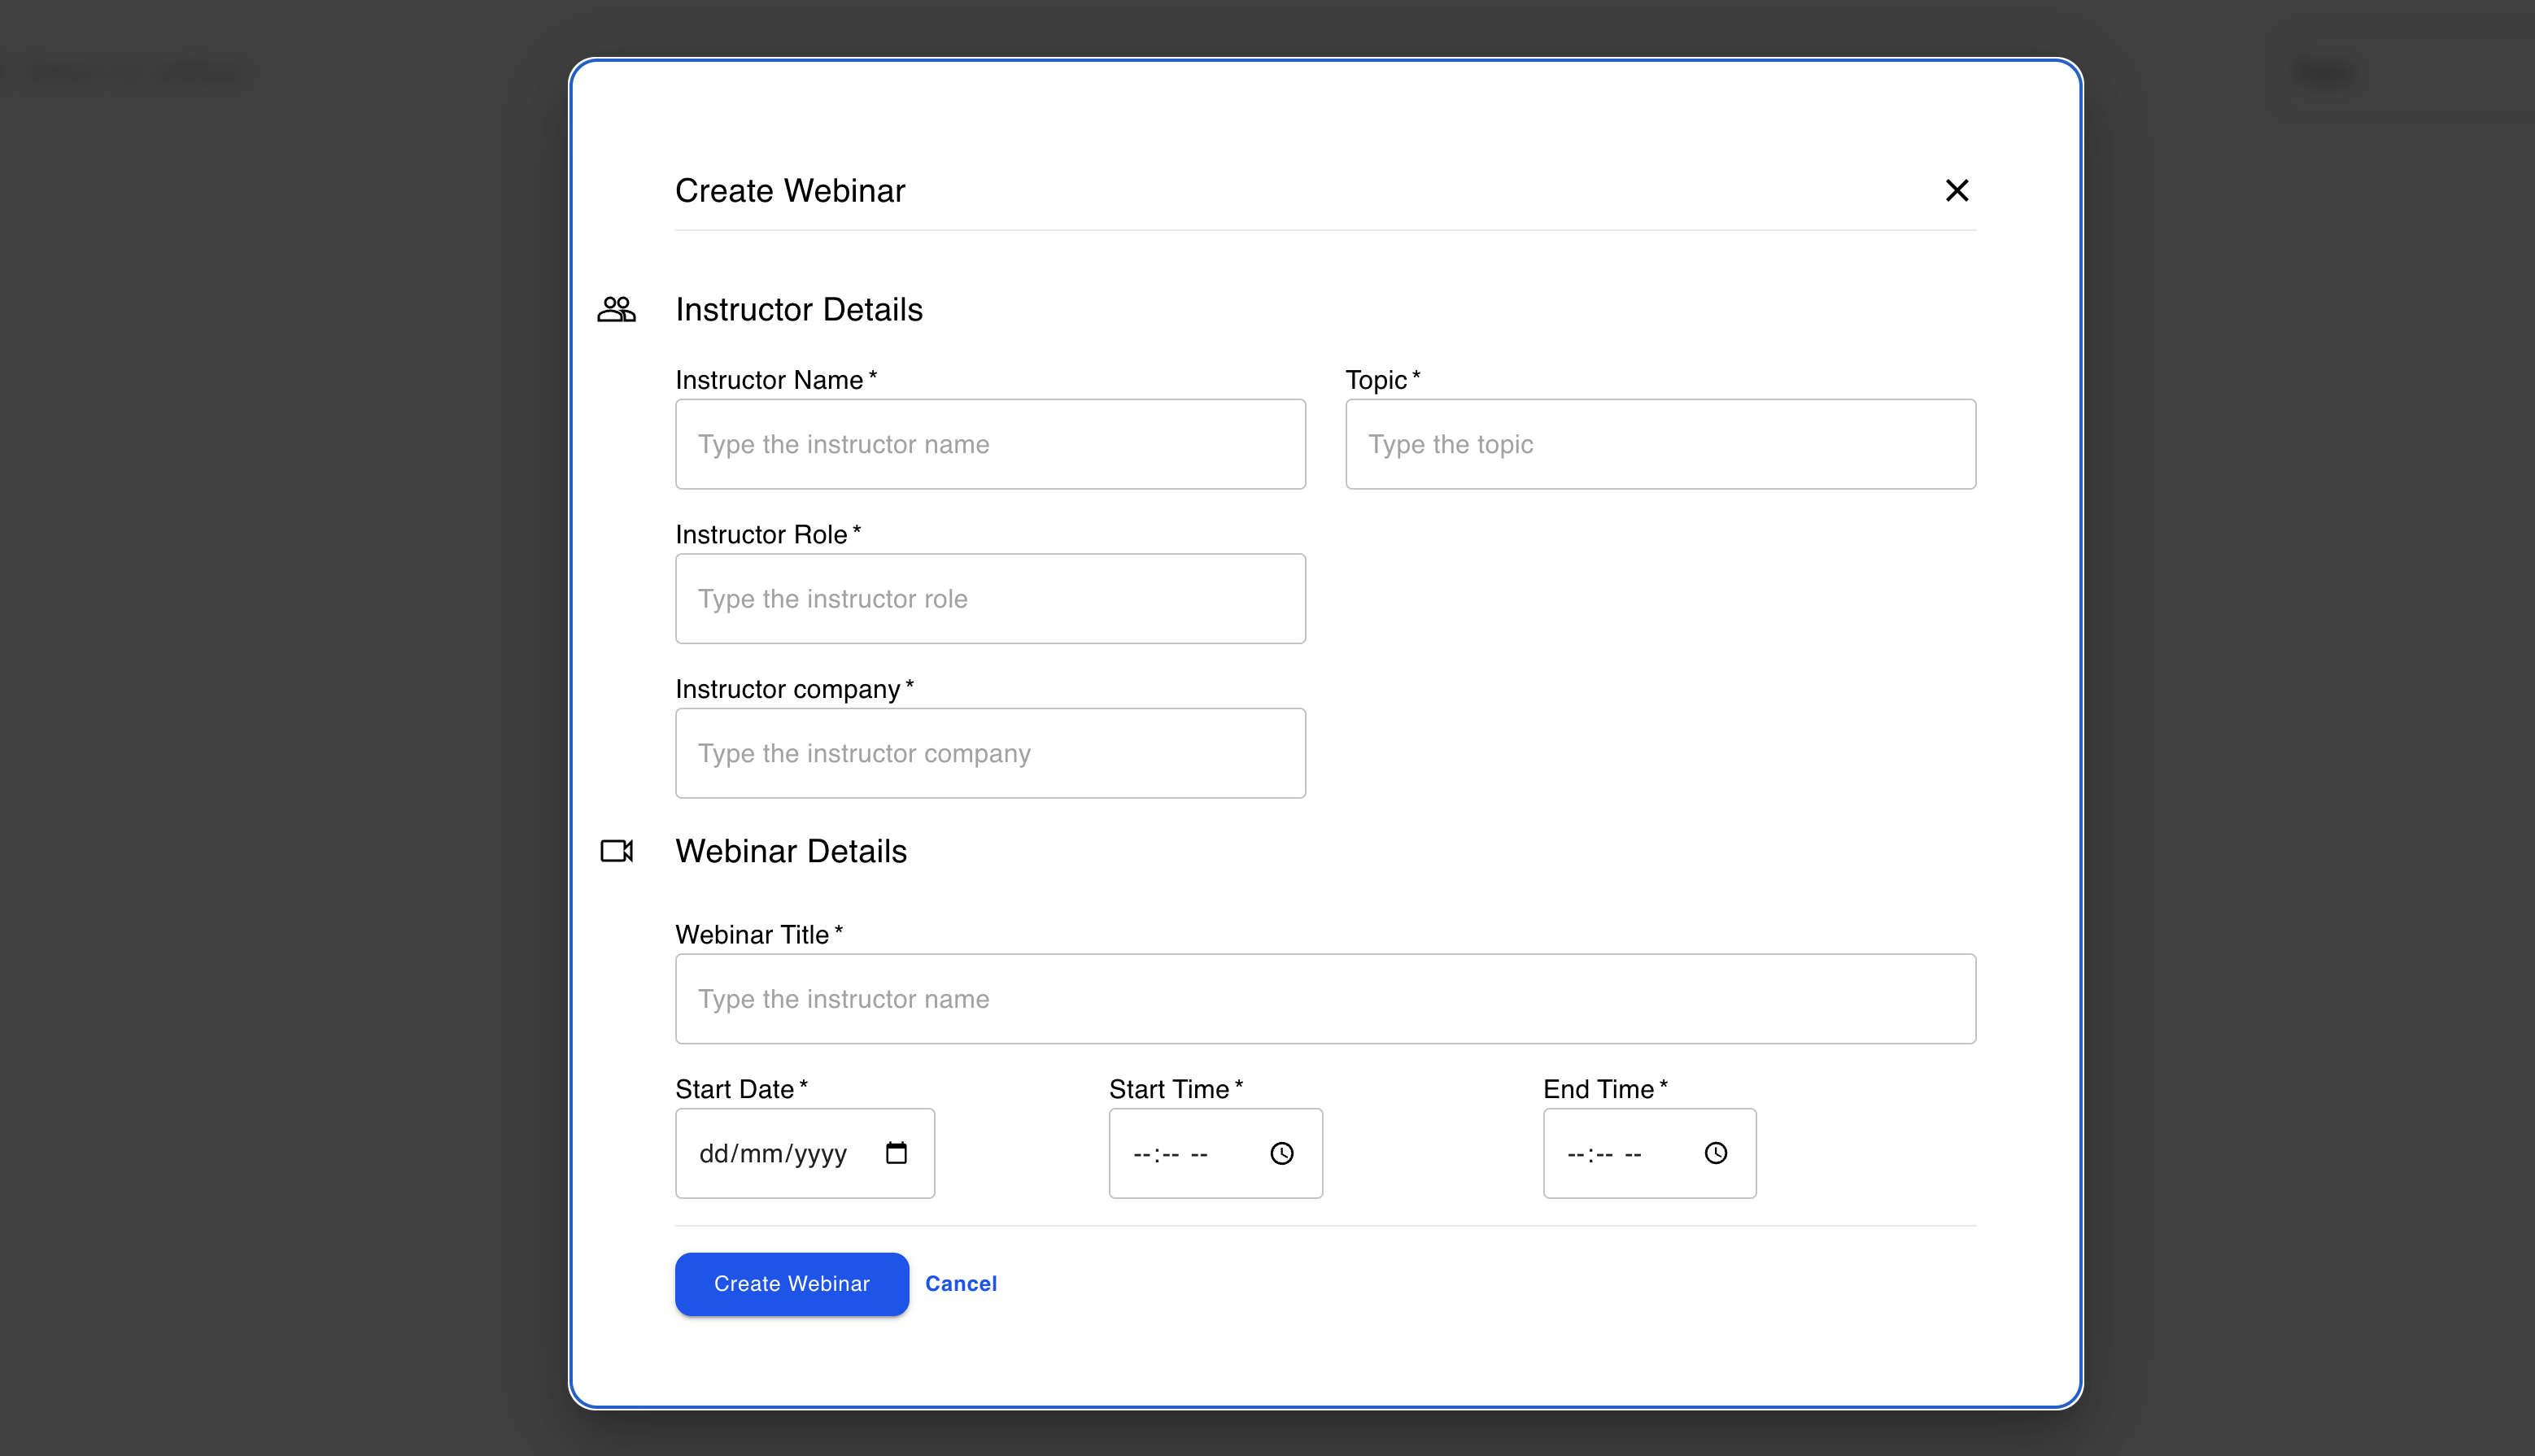 Create Webinar
Instructor Details
Instructor Name *
Topic *
Type the instructor name
Type the topic
Instructor Role *
Type the instructor role
Instructor company *
Type the instructor company
Webinar Details
Webinar Title *
Type the instructor name
Start Date *
Start Time *
End Time *
dd/mm/yyyy
--:-- --
--:-- --
Create Webinar
Cancel